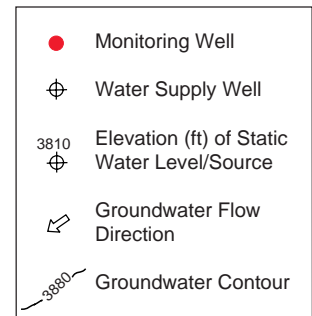 Monitoring Well
Water Supply Well
3810
Elevation (ft) of Static
Water Level/Source
Groundwater Flow
Direction
3880
Groundwater Contour